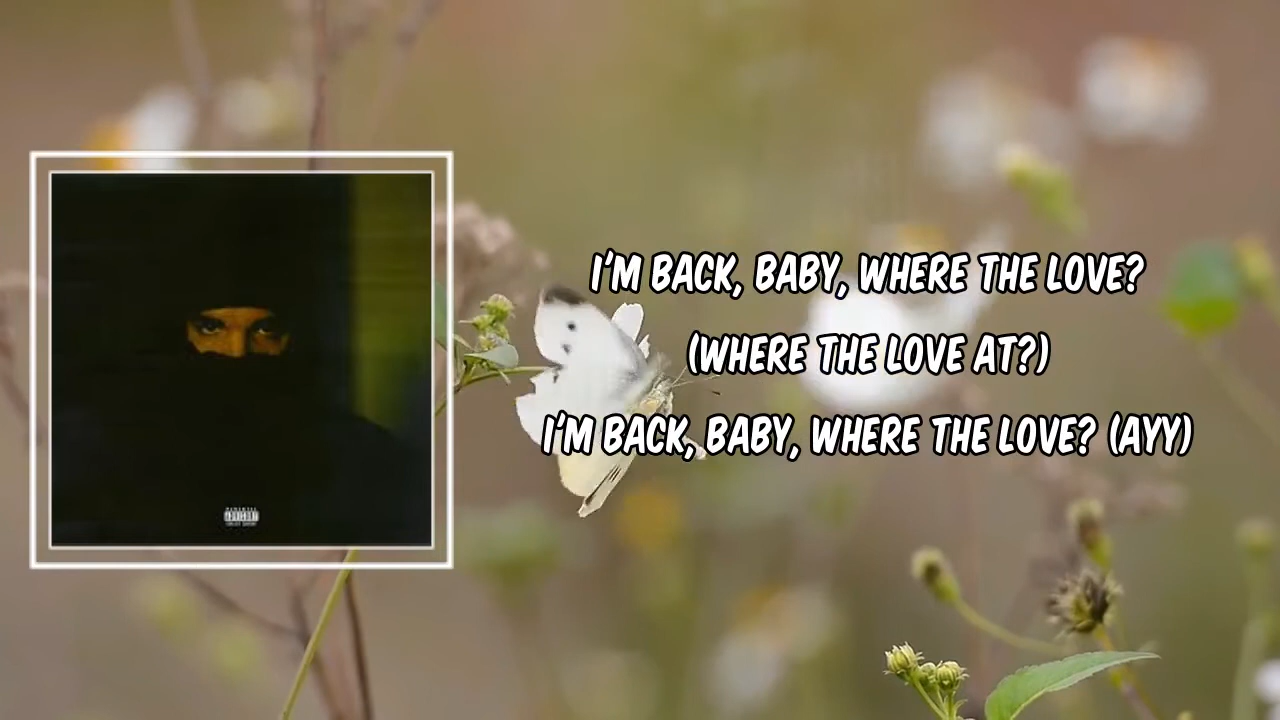 I'M BACK, BABY, WHERE THE LOVE?
(WHERE THE LOVE AT?)
I'M BACK, BABY, WHERE THE LOVE? (AYY)